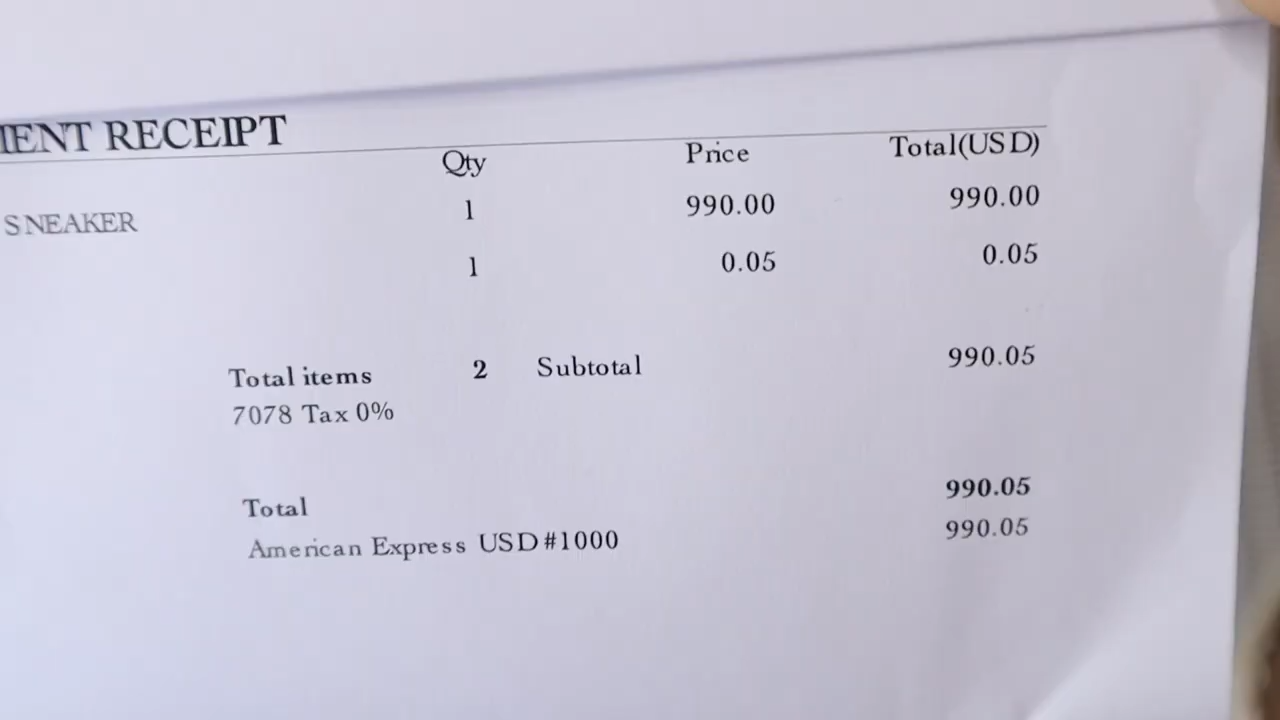 IENT RECEIPT
Qty Price Total(USD)
SNEAKER 1 990.00 990.00
1 0.05 0.05
Total items 2 Subtotal 990.05
7078 Tax 0%
Total 990.05
American Express USD#1000 990.05